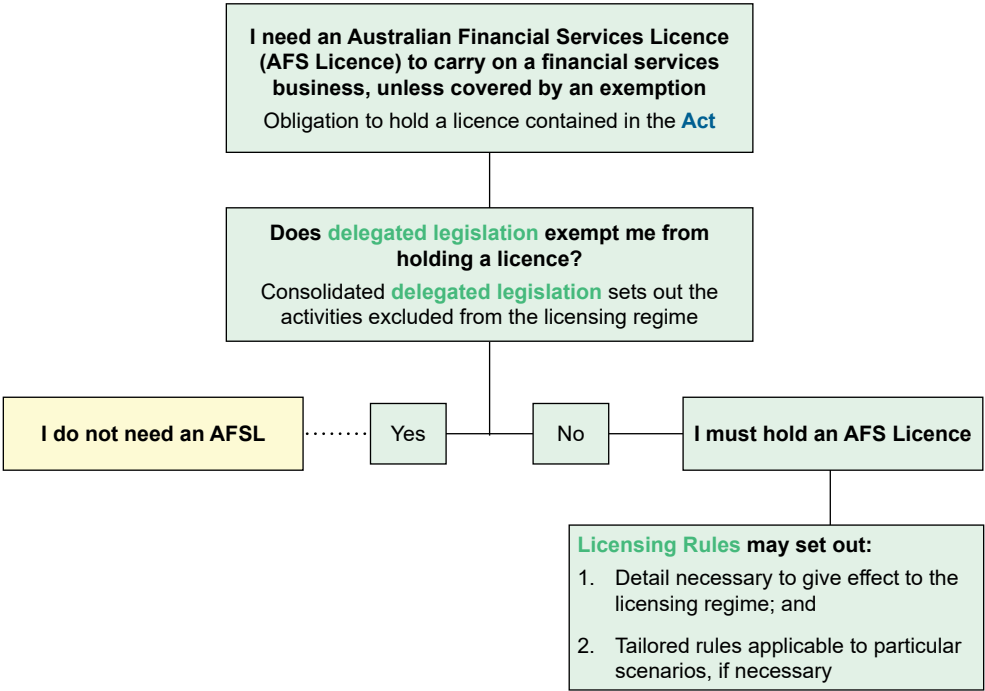 I need an Australian Financial Services Licence
(AFS Licence) to carry on a financial services
business, unless covered by an exemption
Obligation to hold a licence contained in the Act
Does delegated legislation exempt me from
holding a licence?
Consolidated delegated legislation sets out the
activities excluded from the licensing regime
I do not need an AFSL
Yes
No
I must hold an AFS Licence
Licensing Rules may set out:
1. Detail necessary to give effect to the
licensing regime; and
2. Tailored rules applicable to particular
scenarios, if necessary